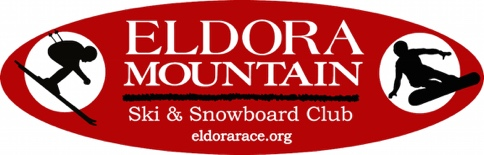 ELDORA
MOUNTAIN
Ski & Snowboard Club
eldorarace.org